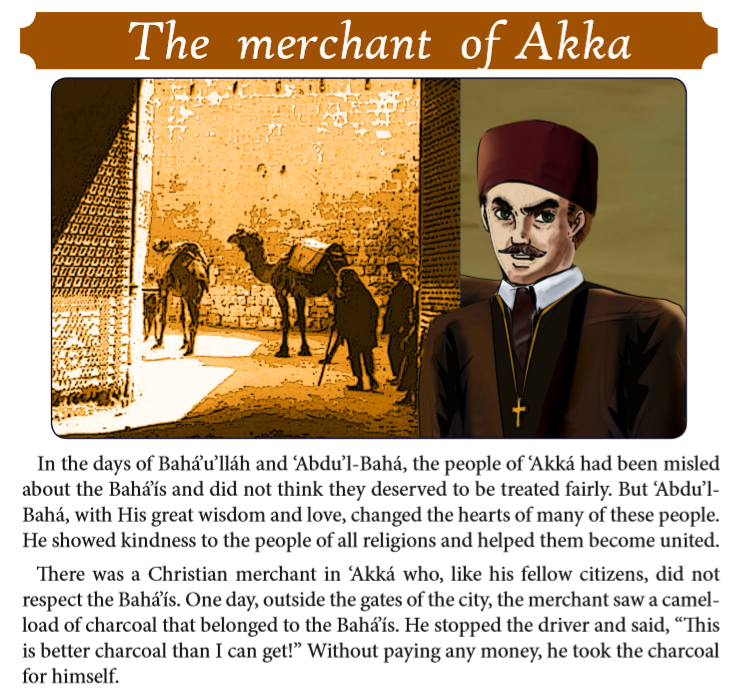 The merchant of Akka
In the days of Bahá’u’lláh and ‘Abdu’l-Bahá, the people of ‘Akká had been misled
about the Bahá’ís and did not think they deserved to be treated fairly. But ‘Abdu’l-
Bahá, with His great wisdom and love, changed the hearts of many of these people.
He showed kindness to the people of all religions and helped them become united.
There was a Christian merchant in ‘Akká who, like his fellow citizens, did not
respect the Bahá’ís. One day, outside the gates of the city, the merchant saw a camel-
load of charcoal that belonged to the Bahá’ís. He stopped the driver and said, “This
is better charcoal than I can get!” Without paying any money, he took the charcoal
for himself.